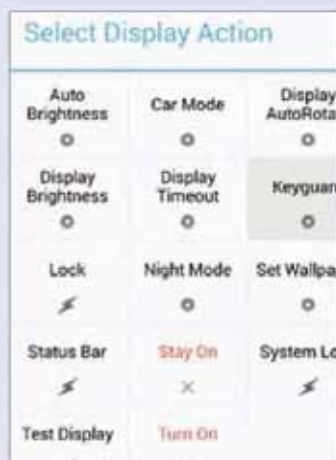 Select Display Action
Auto
Brightness
Car Mode
Display
AutoRota
Display
Brightness
Display
Timeout
Keyguar
Lock
Night Mode
Set Wallpa
Status Bar
Stay On
System Lo
Test Display
Turn On